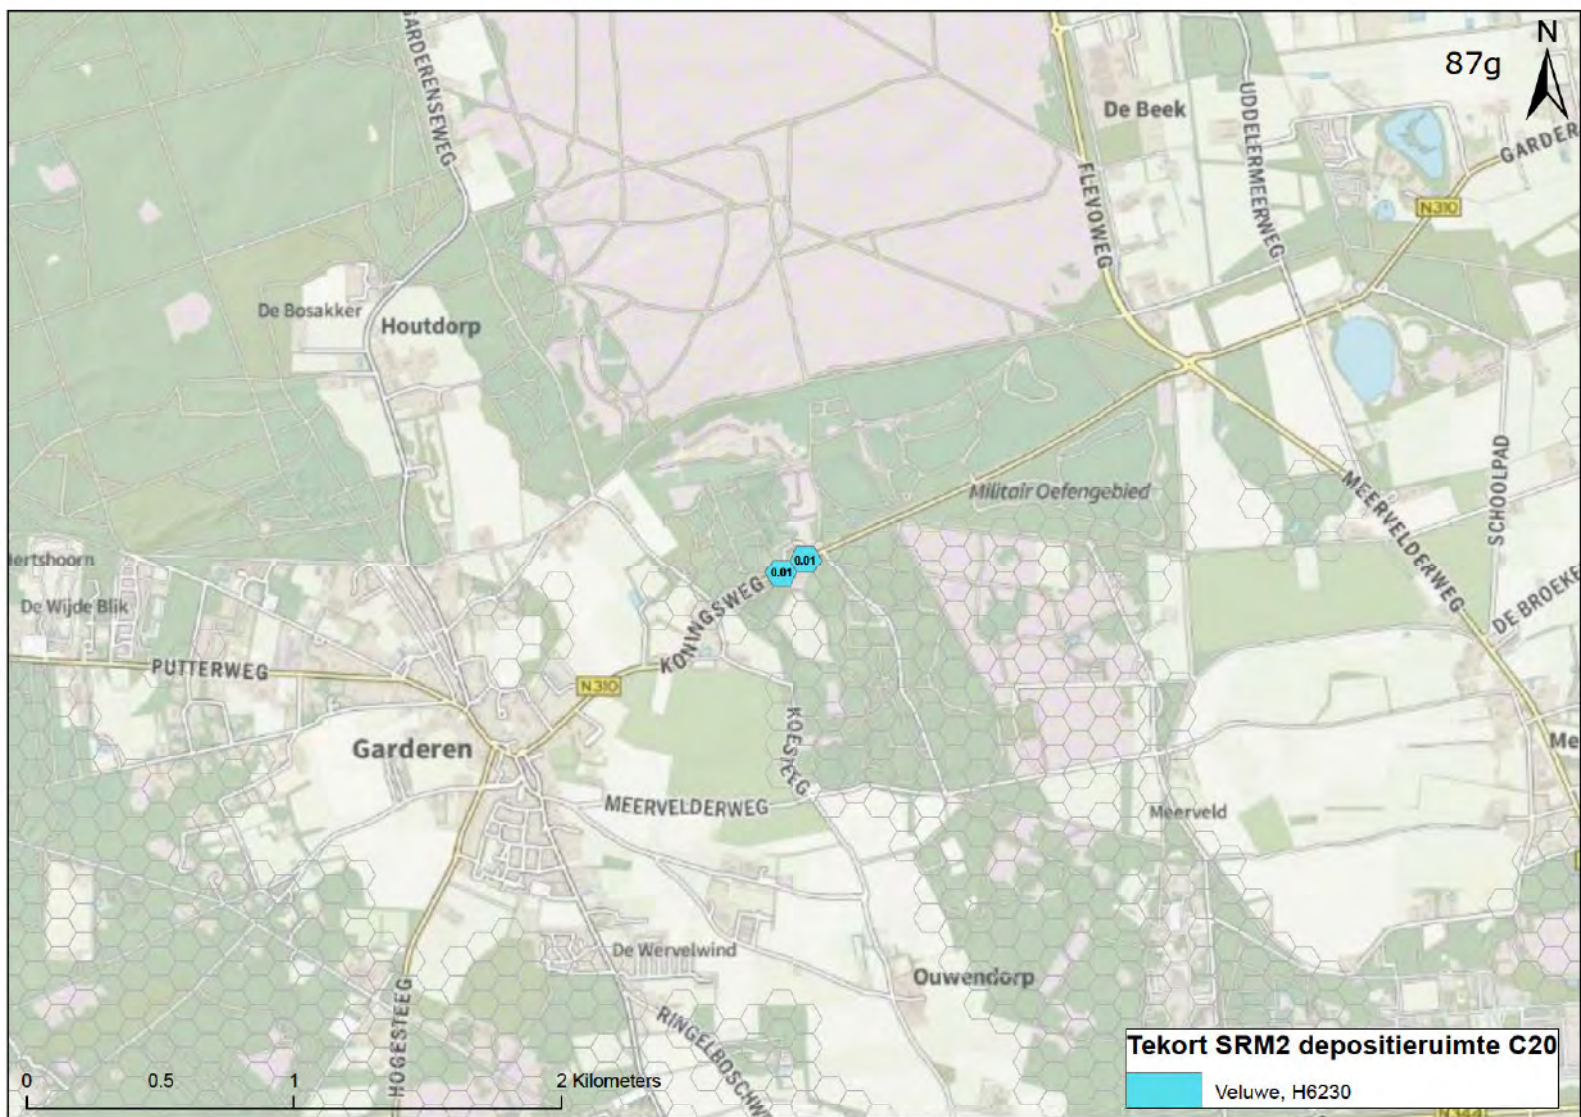 87g
N
GARDERENSEWEG
De Beek
UDDELERMEERWEG
FLEVOWEG
GARDER
N310
De Bosakker
Houtdorp
Militair Oefengebied
MEERVELDERWEG
SCHOOLPAD
DE BROEKE
Hertshoorn
De Wijde Blik
0.01
0.01
KONINGSWEG
PUTTERWEG
N310
Garderen
KOESTEEG
MEERVELDERWEG
Meerveld
Me
De Wervelwind
Ouwendorp
HOGESTEEG
RINGELBOSCHW
Tekort SRM2 depositieruimte C20
Veluwe, H6230
0
0.5
1
2 Kilometers